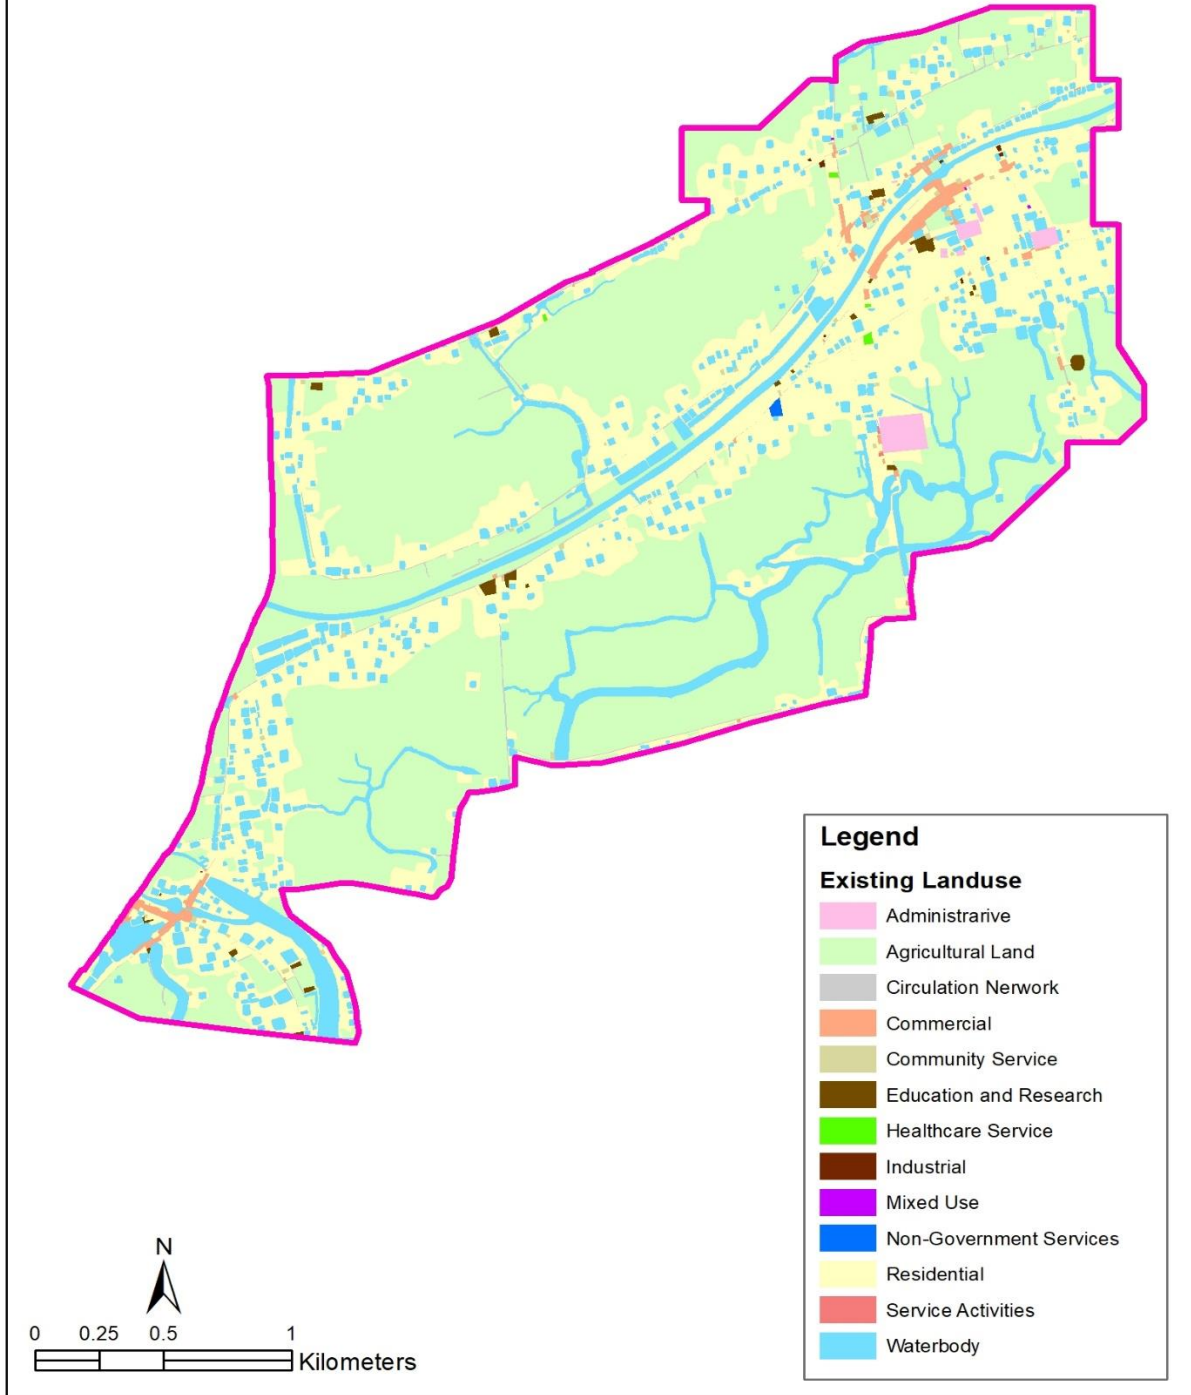 Legend
Existing Landuse
Administrarive
Agricultural Land
Circulation Nerwork
Commercial
Community Service
Education and Research
Healthcare Service
Industrial
Mixed Use
Non-Government Services
Residential
Service Activities
Waterbody
N
0 0.25 0.5 1
Kilometers